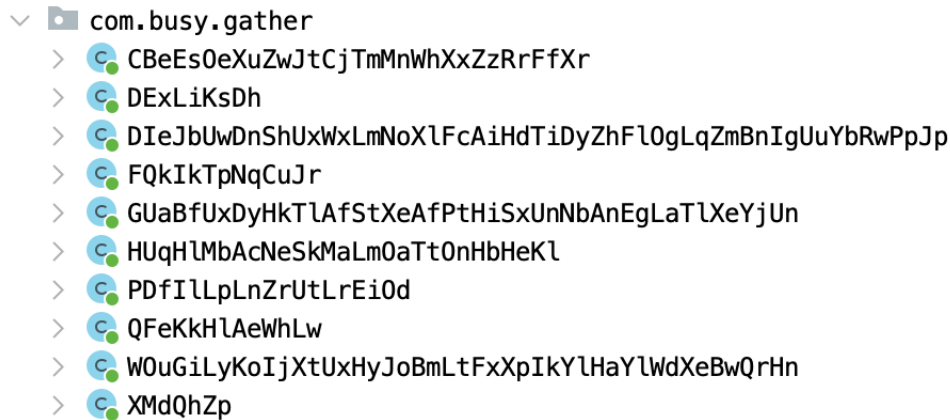 com.busy.gather
CBeEsOeXuZwJtCjTmMnWhXxZzRrFfXr
DExLiKsDh
DIeJbUwDnShUxWxLmNoXlFcAiHdTiDyZhFlOgLqZmBnIgUuYbRwPpJp
FQkIkTpNqCuJr
GUaBfUxDyHkTlAfStXeAfPtHiSxUnNbAnEgLaTlXeYjUn
HUqHlMbAcNeSkMaLmOaTtOnHbHeKl
PDfIlLpLnZrUtLrEiOd
QFeKkHlAeWhLw
WOuGiLyKoIjXtUxHyJoBmLtFxXpIkYlHaYlWdXeBwQrHn
XMdQhZp